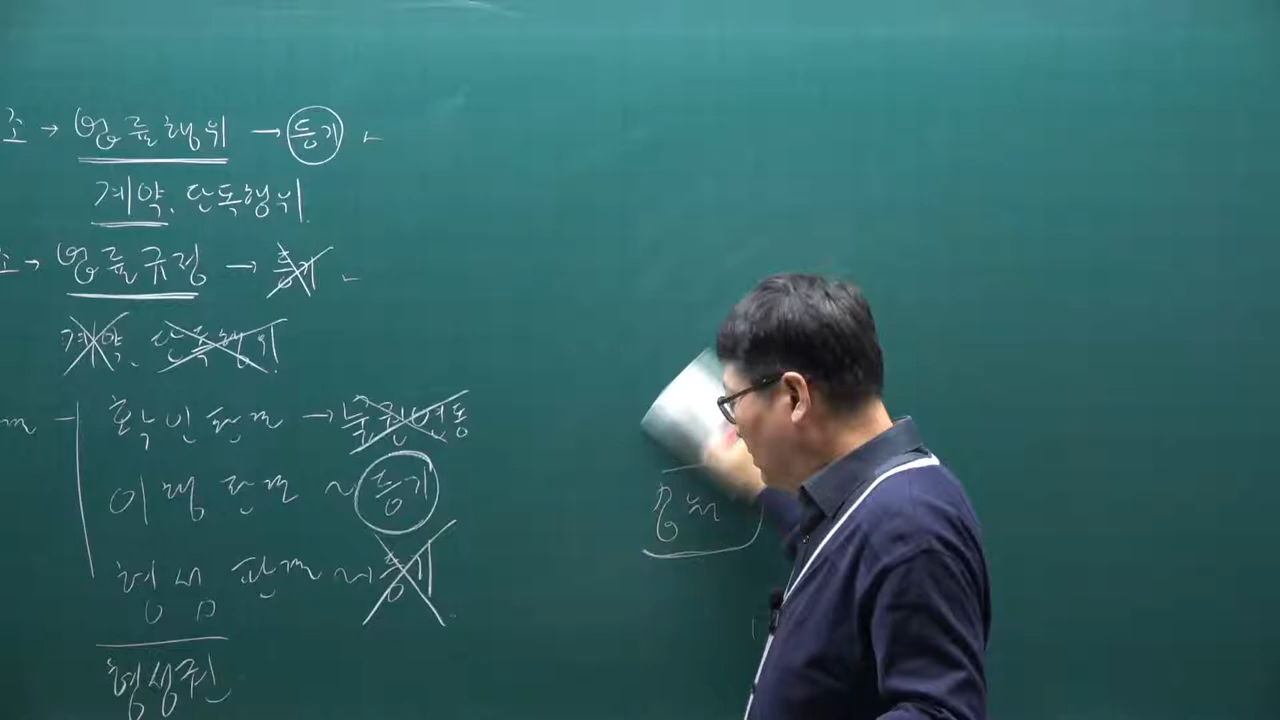 조 → 법률행위 → 등기
계약, 단독행위.
조 → 법률규정 → 등기
계약, 단독행위.
확인판결 → 물권변동
이행판결 ~ 등기
형성판결 ~ 등기
형성권